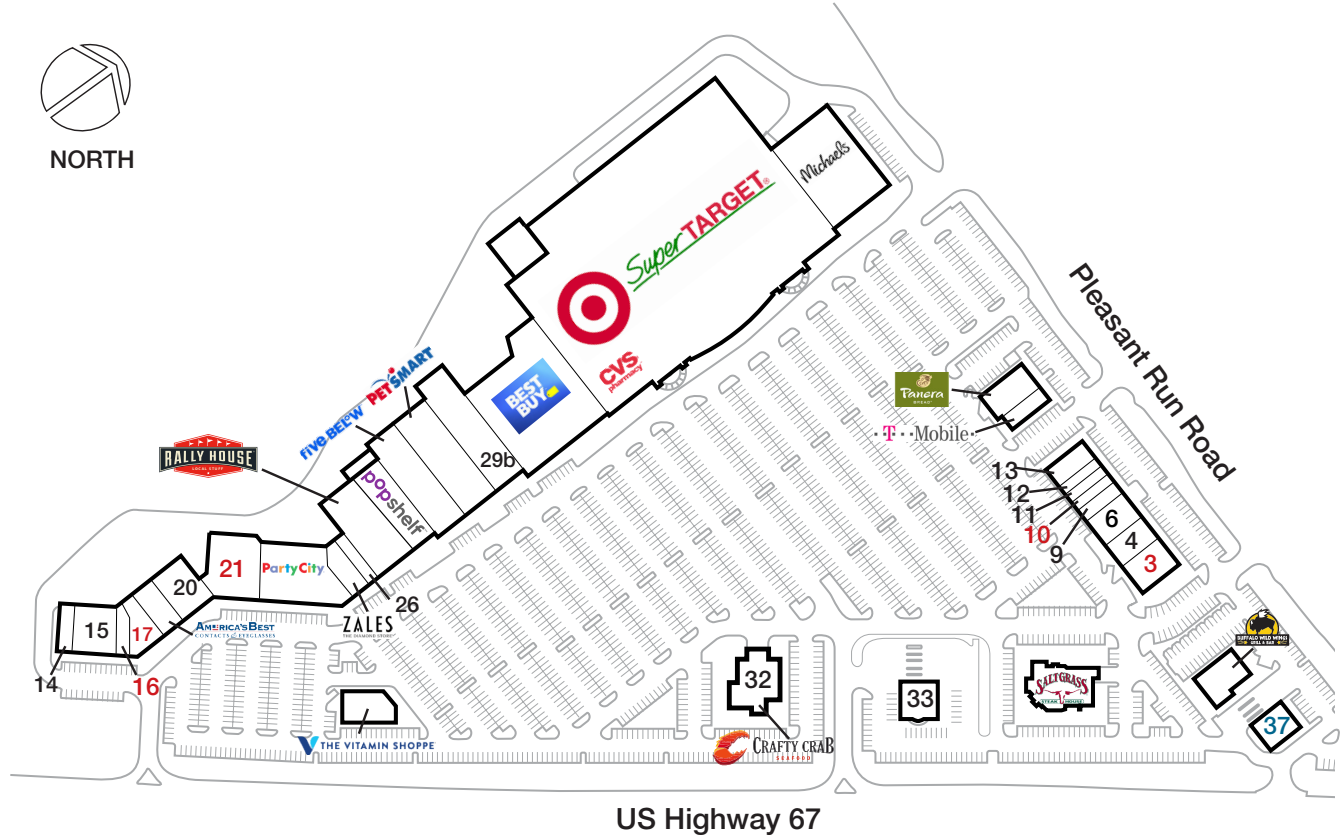 NORTH
Michaels
SuperTARGET
CVS
pharmacy
BEST
BUY
PETSMART
five BELOW
RALLY HOUSE
LOCAL STUFF
popshelf
29b
Pleasant Run Road
Panera
BREAD
T Mobile
13
12
11
10
9
6
4
3
21
PartyCity
20
26
ZALES
THE DIAMOND STORE
AMERICA'S BEST
CONTACTS & EYEGLASSES
15
17
14
16
THE VITAMIN SHOPPE
32
CRAFTY CRAB
SEAFOOD
33
SALTGRASS
STEAK HOUSE
BUFFALO WILD WINGS
GRILL & BAR
37
US Highway 67